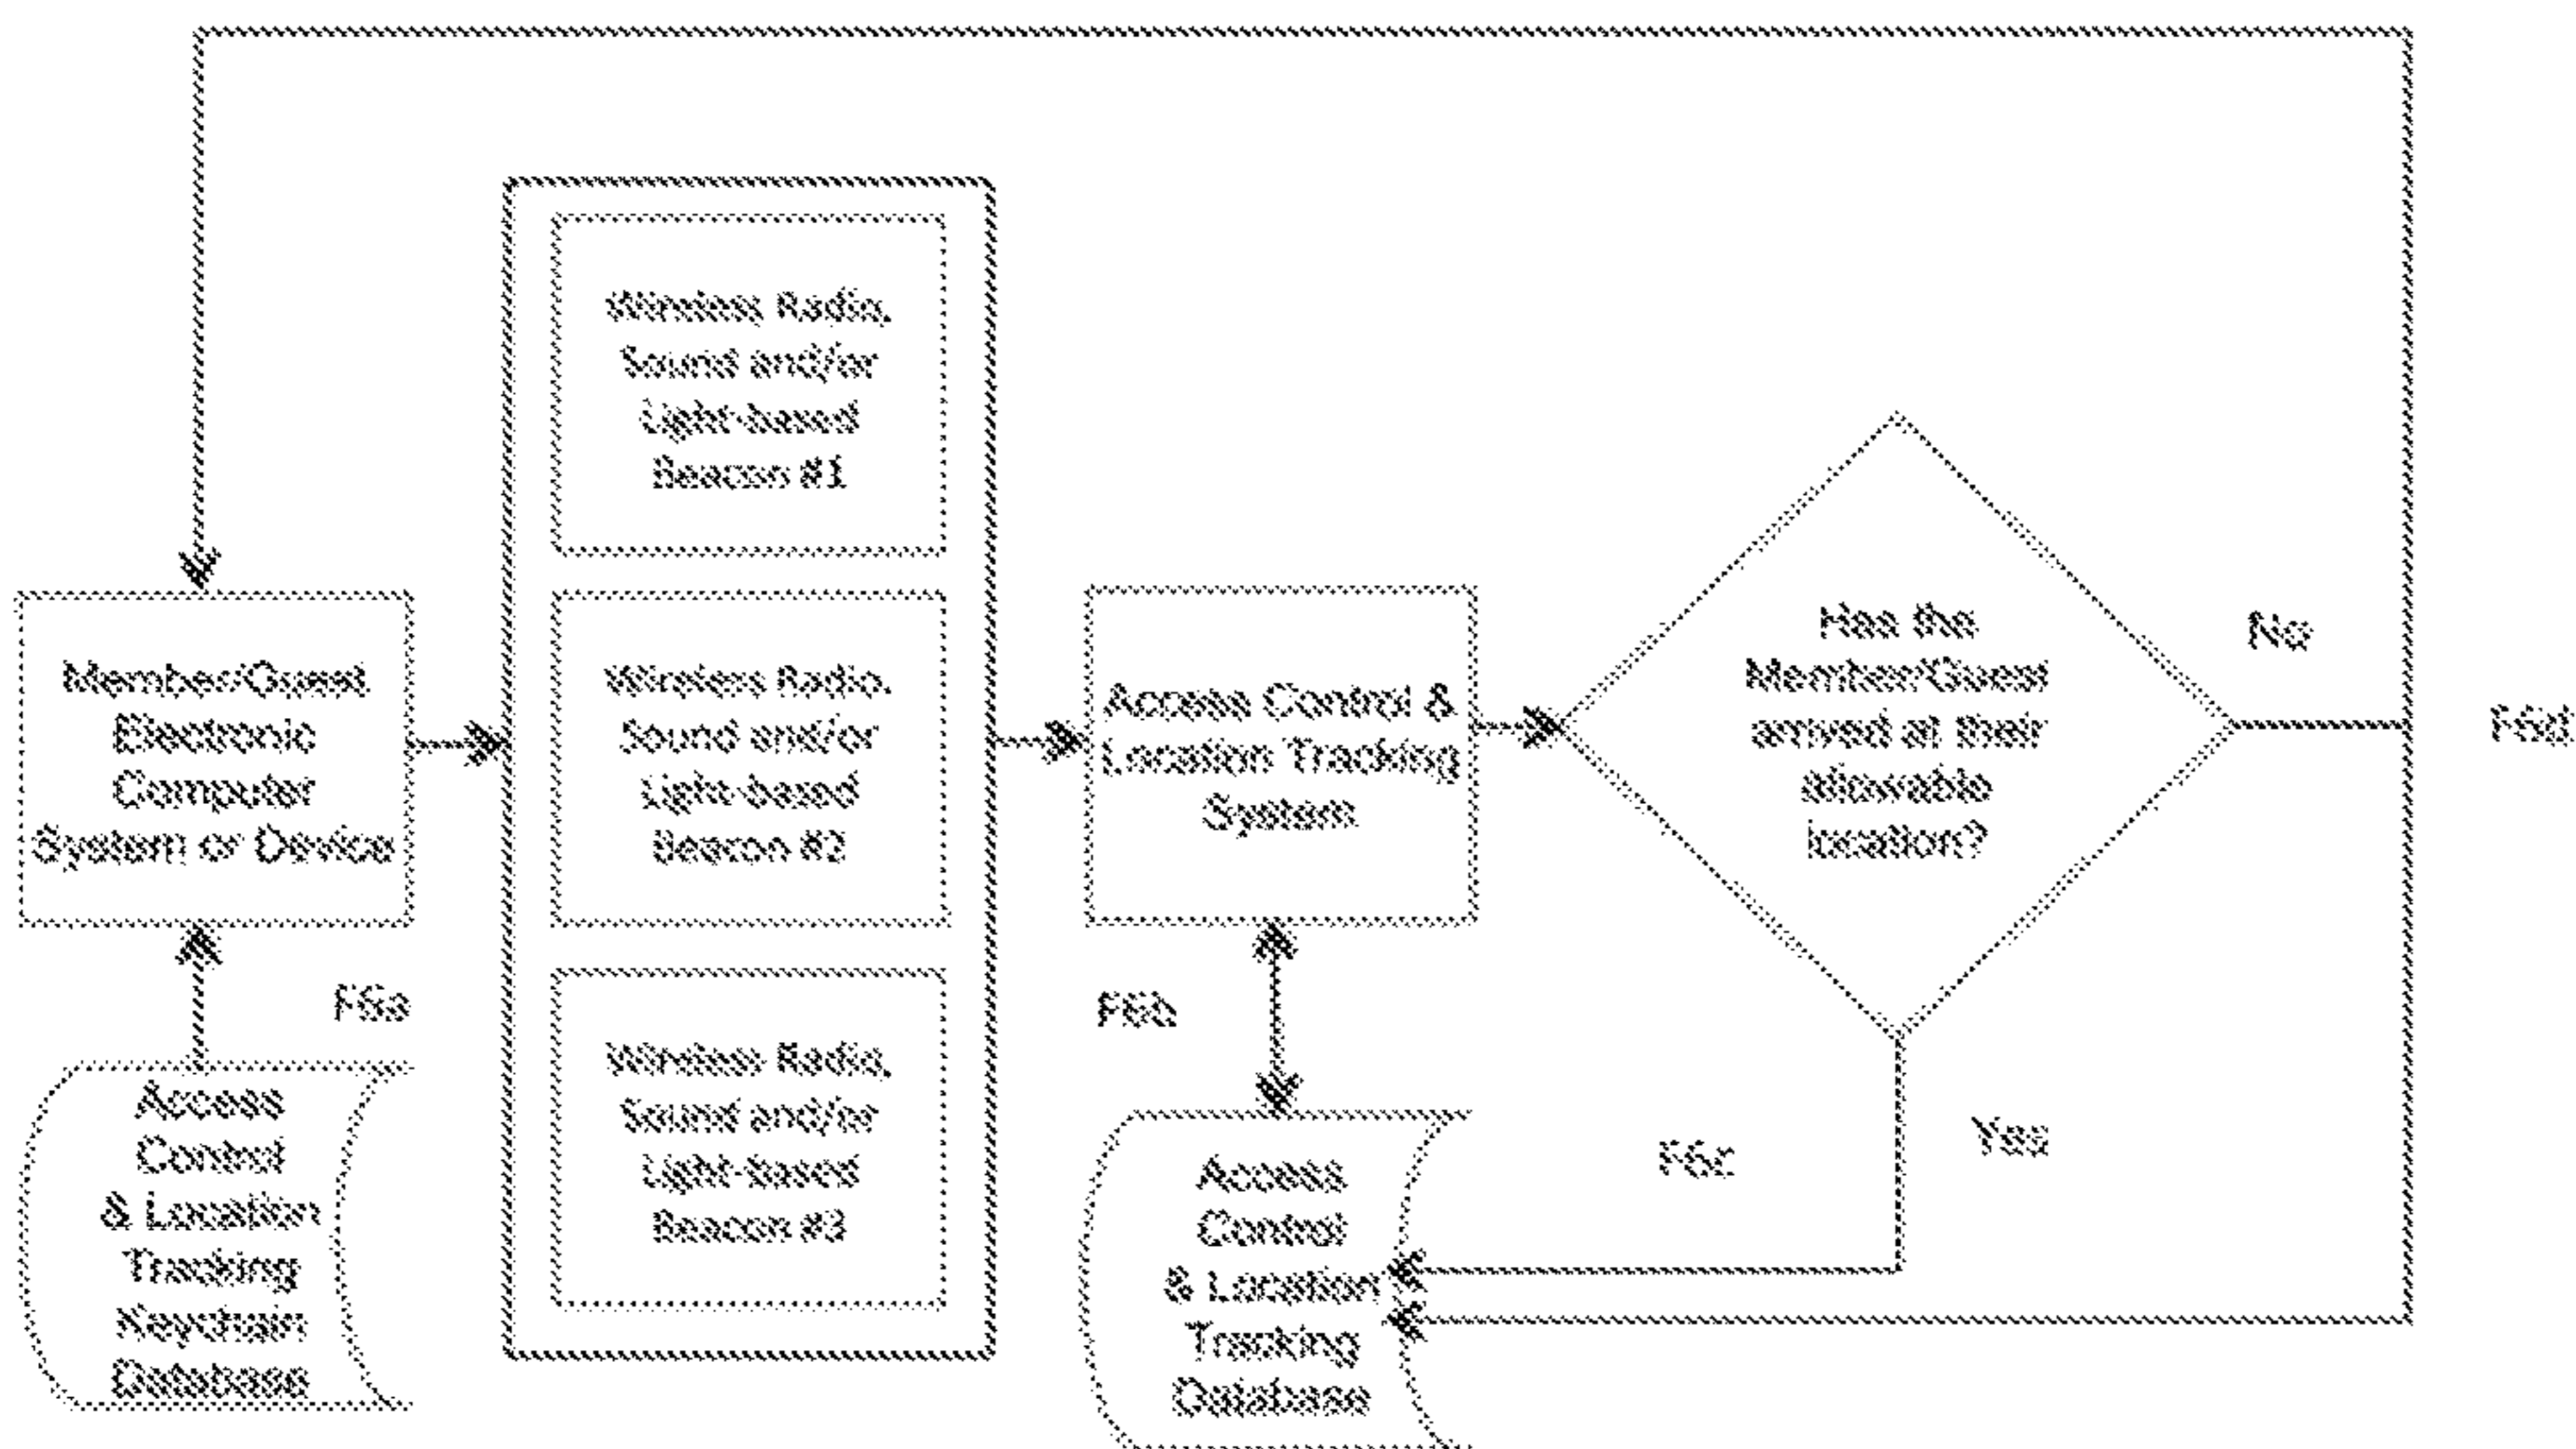 Wireless Radio,
Sound and/or
Light-based
Beacon #1
Member/Guest
Electronic
Computer
System or Device
Wireless Radio,
Sound and/or
Light-based
Beacon #2
Access Control &
Location Tracking
System
Has the
Member/Guest
arrived at their
allowable
location?
No
F6d
F6a
Access
Control
& Location
Tracking
Keychain
Database
Wireless Radio,
Sound and/or
Light-based
Beacon #3
F6b
Access
Control
& Location
Tracking
Database
F6c
Yes